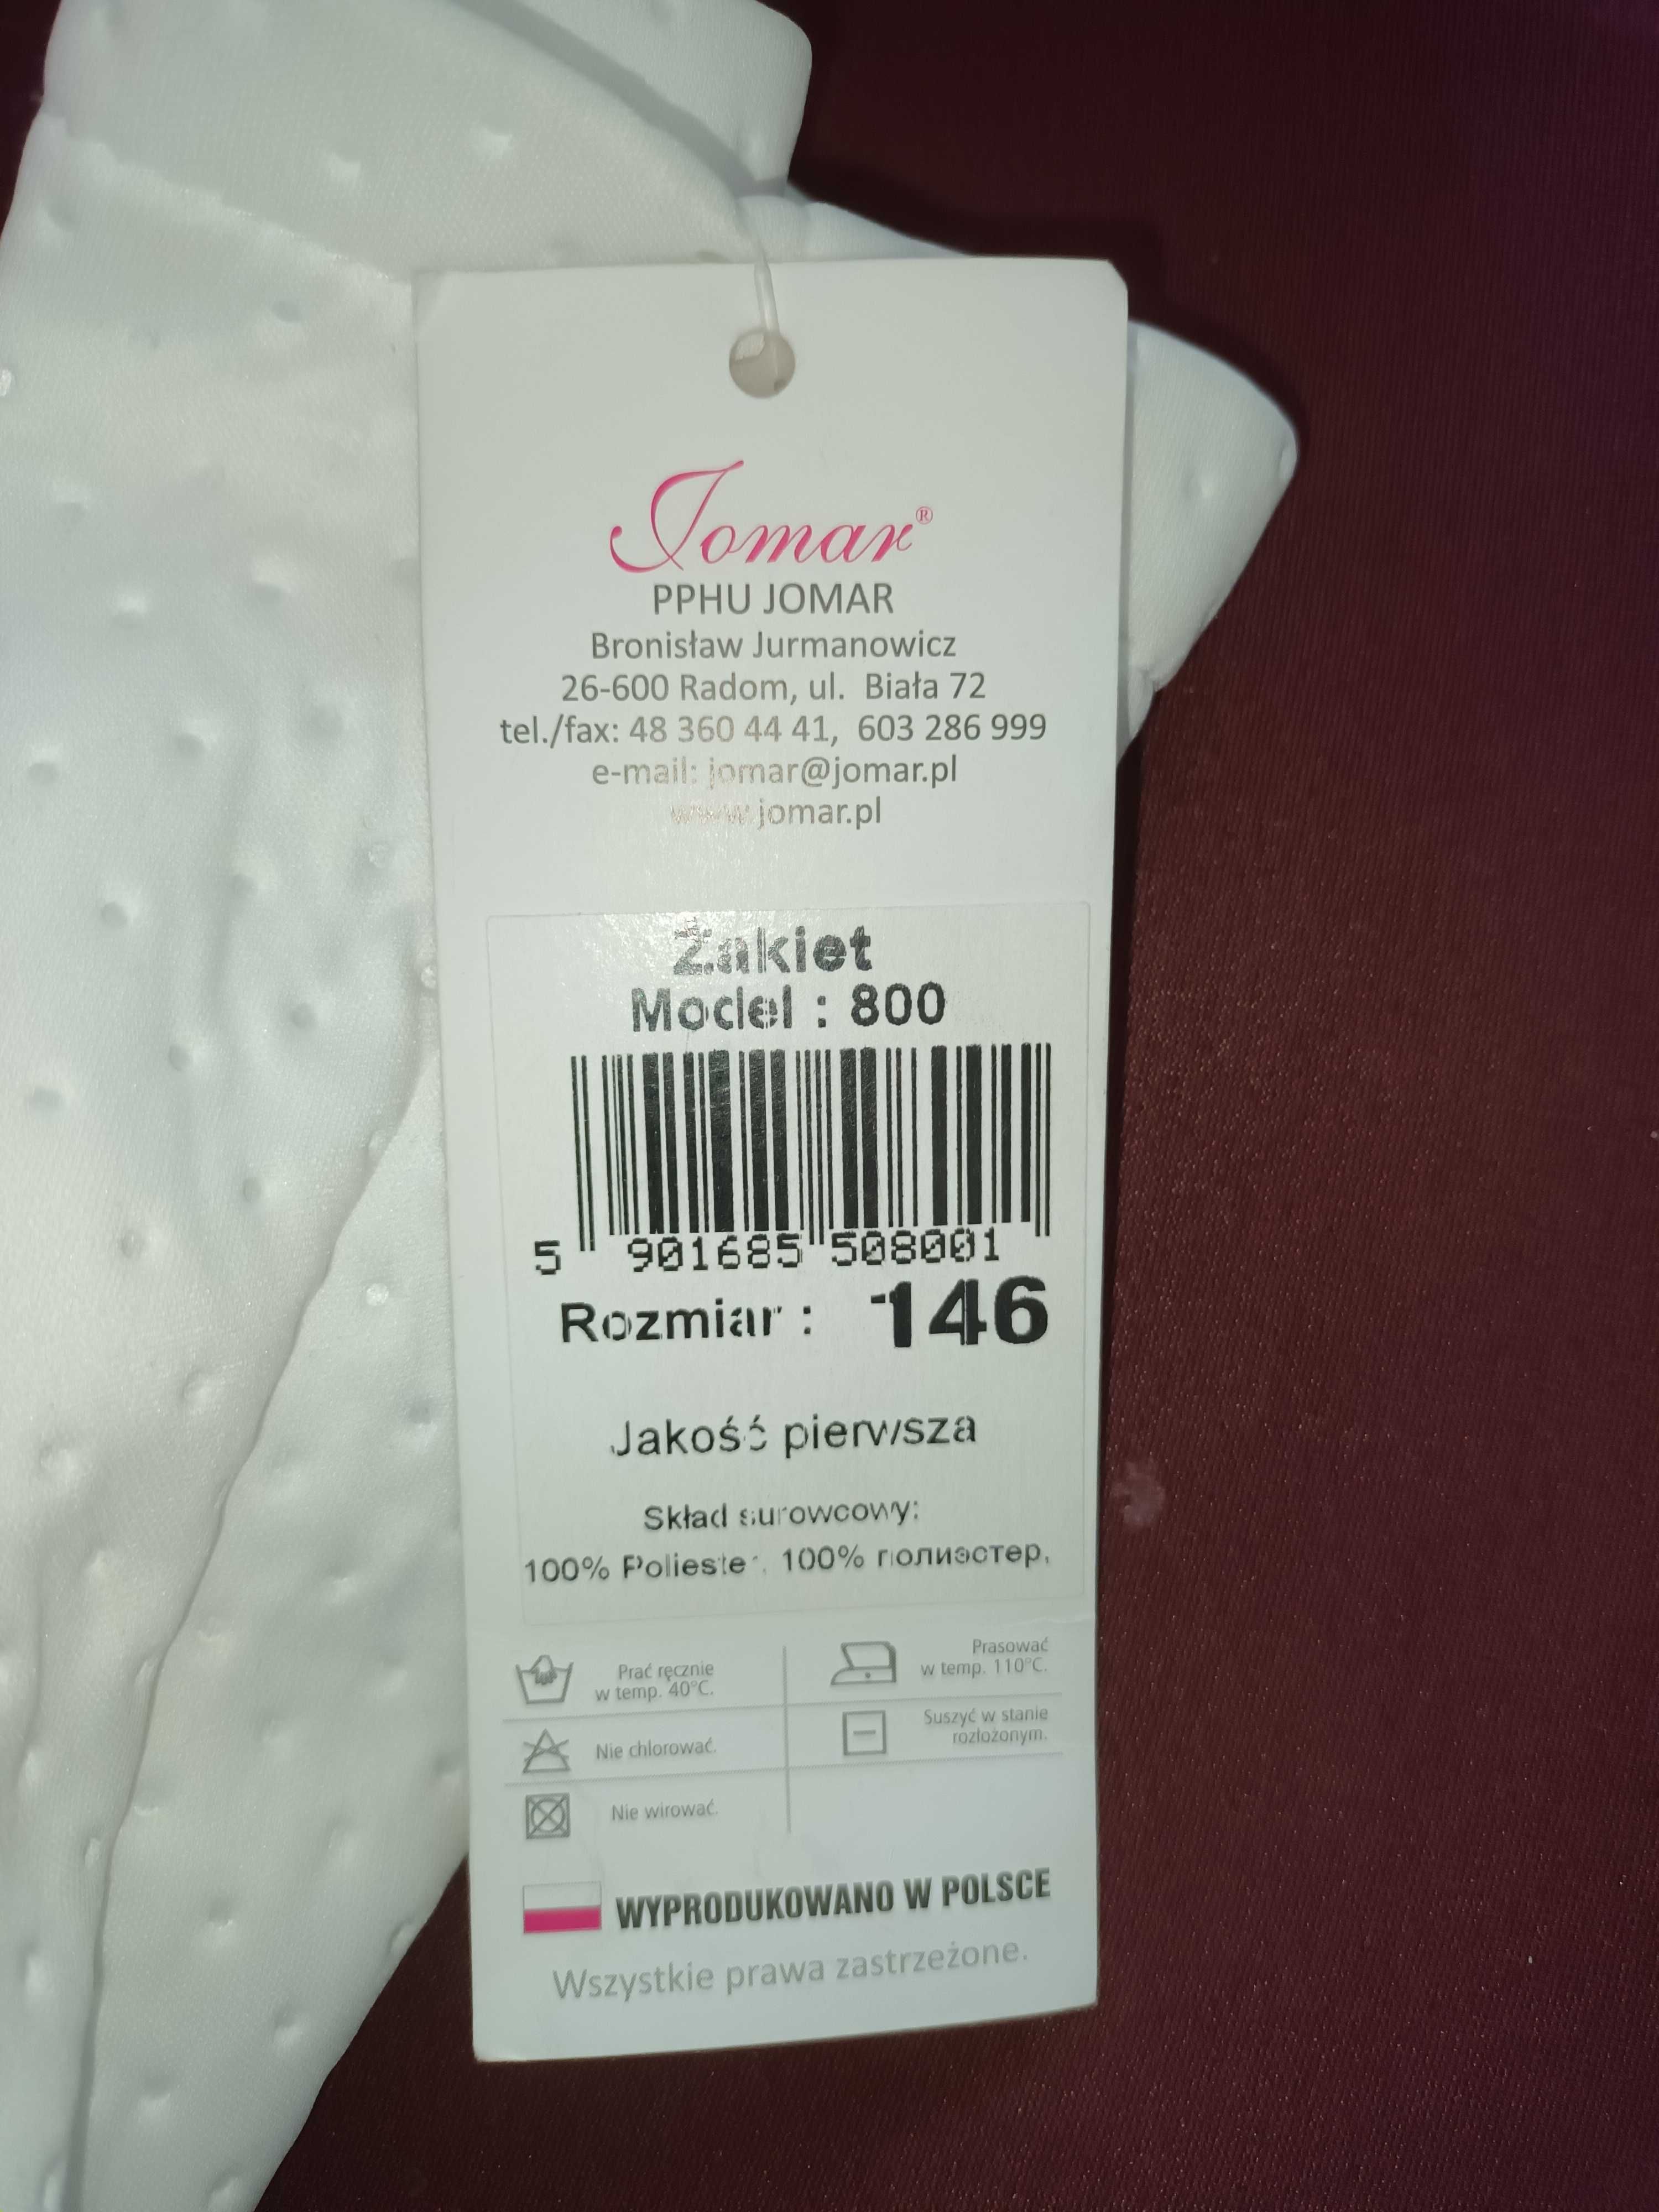 Jomar®
PPHU JOMAR
Bronisław Jurmanowicz
26-600 Radom, ul. Biała 72
tel./fax: 48 360 44 41, 603 286 999
e-mail: jomar@jomar.pl
www.jomar.pl
Żakiet
Model : 800
5 901685 508001
Rozmiar : 146
Jakość pierwsza
Skład surowcowy:
100% Poliester, 100% полиэстер,
Prać ręcznie
w temp. 40°C.
Prasować
w temp. 110°C.
Nie chlorować.
Suszyć w stanie
rozłożonym.
Nie wirować.
WYPRODUKOWANO W POLSCE
Wszystkie prawa zastrzeżone.